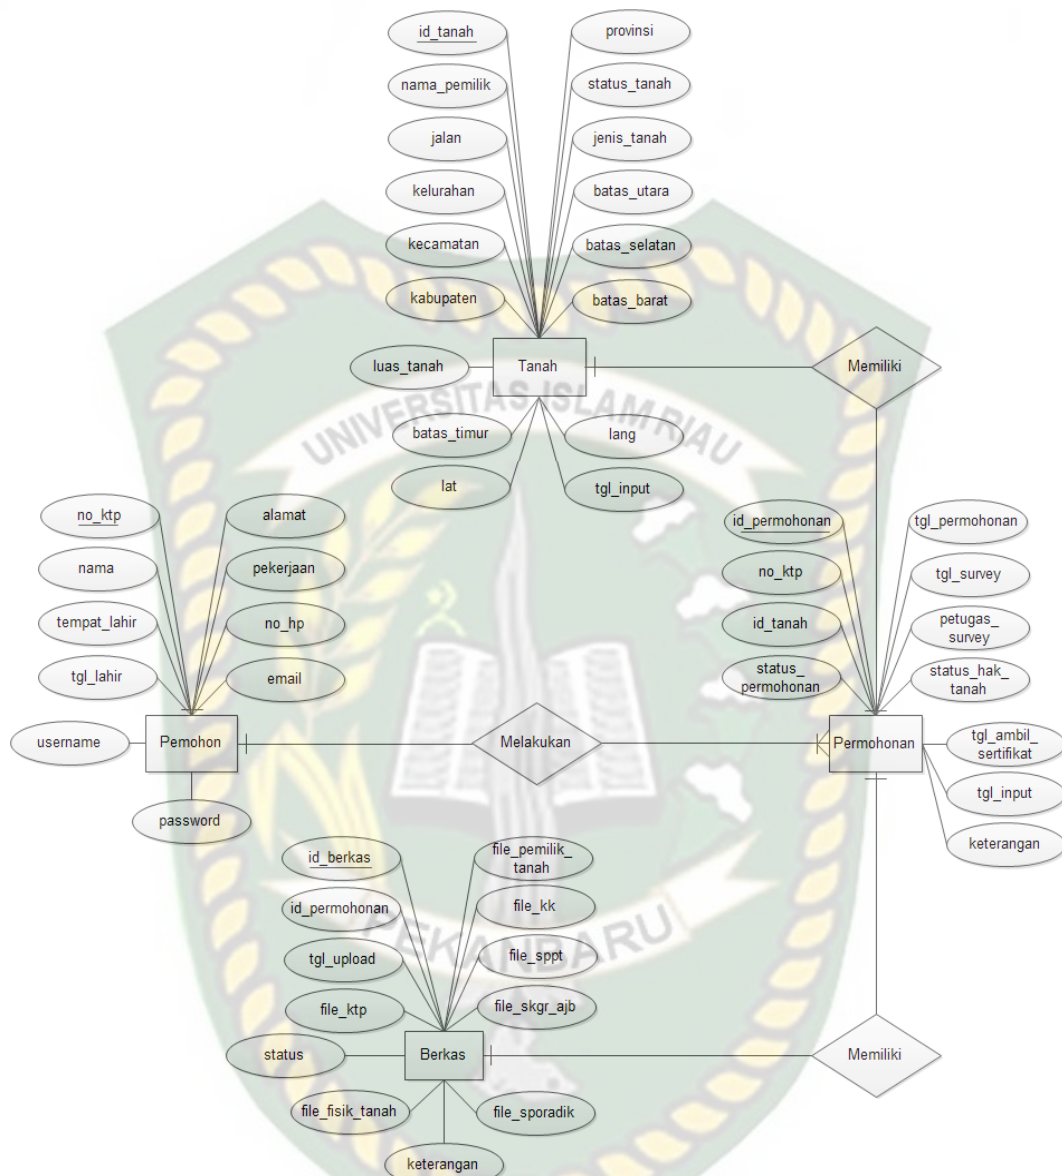 id_tanah
provinsi
nama_pemilik
status_tanah
jalan
jenis_tanah
kelurahan
batas_utara
kecamatan
batas_selatan
kabupaten
batas_barat
luas_tanah
Tanah
Memiliki
UNIVERSITAS ISLAM RIAU
batas_timur
lang
lat
tgl_input
no_ktp
alamat
nama
pekerjaan
tempat_lahir
no_hp
tgl_lahir
email
username
Pemohon
password
Melakukan
id_permohonan
tgl_permohonan
no_ktp
tgl_survey
id_tanah
petugas_
survey
status_
permohonan
status_hak_
tanah
Permohonan
tgl_ambil_
sertifikat
tgl_input
keterangan
id_berkas
file_pemilik_
tanah
id_permohonan
file_kk
PEKANBARU
tgl_upload
file_sppt
file_ktp
file_skgr_ajb
status
Berkas
Memiliki
file_fisik_tanah
file_sporadik
keterangan